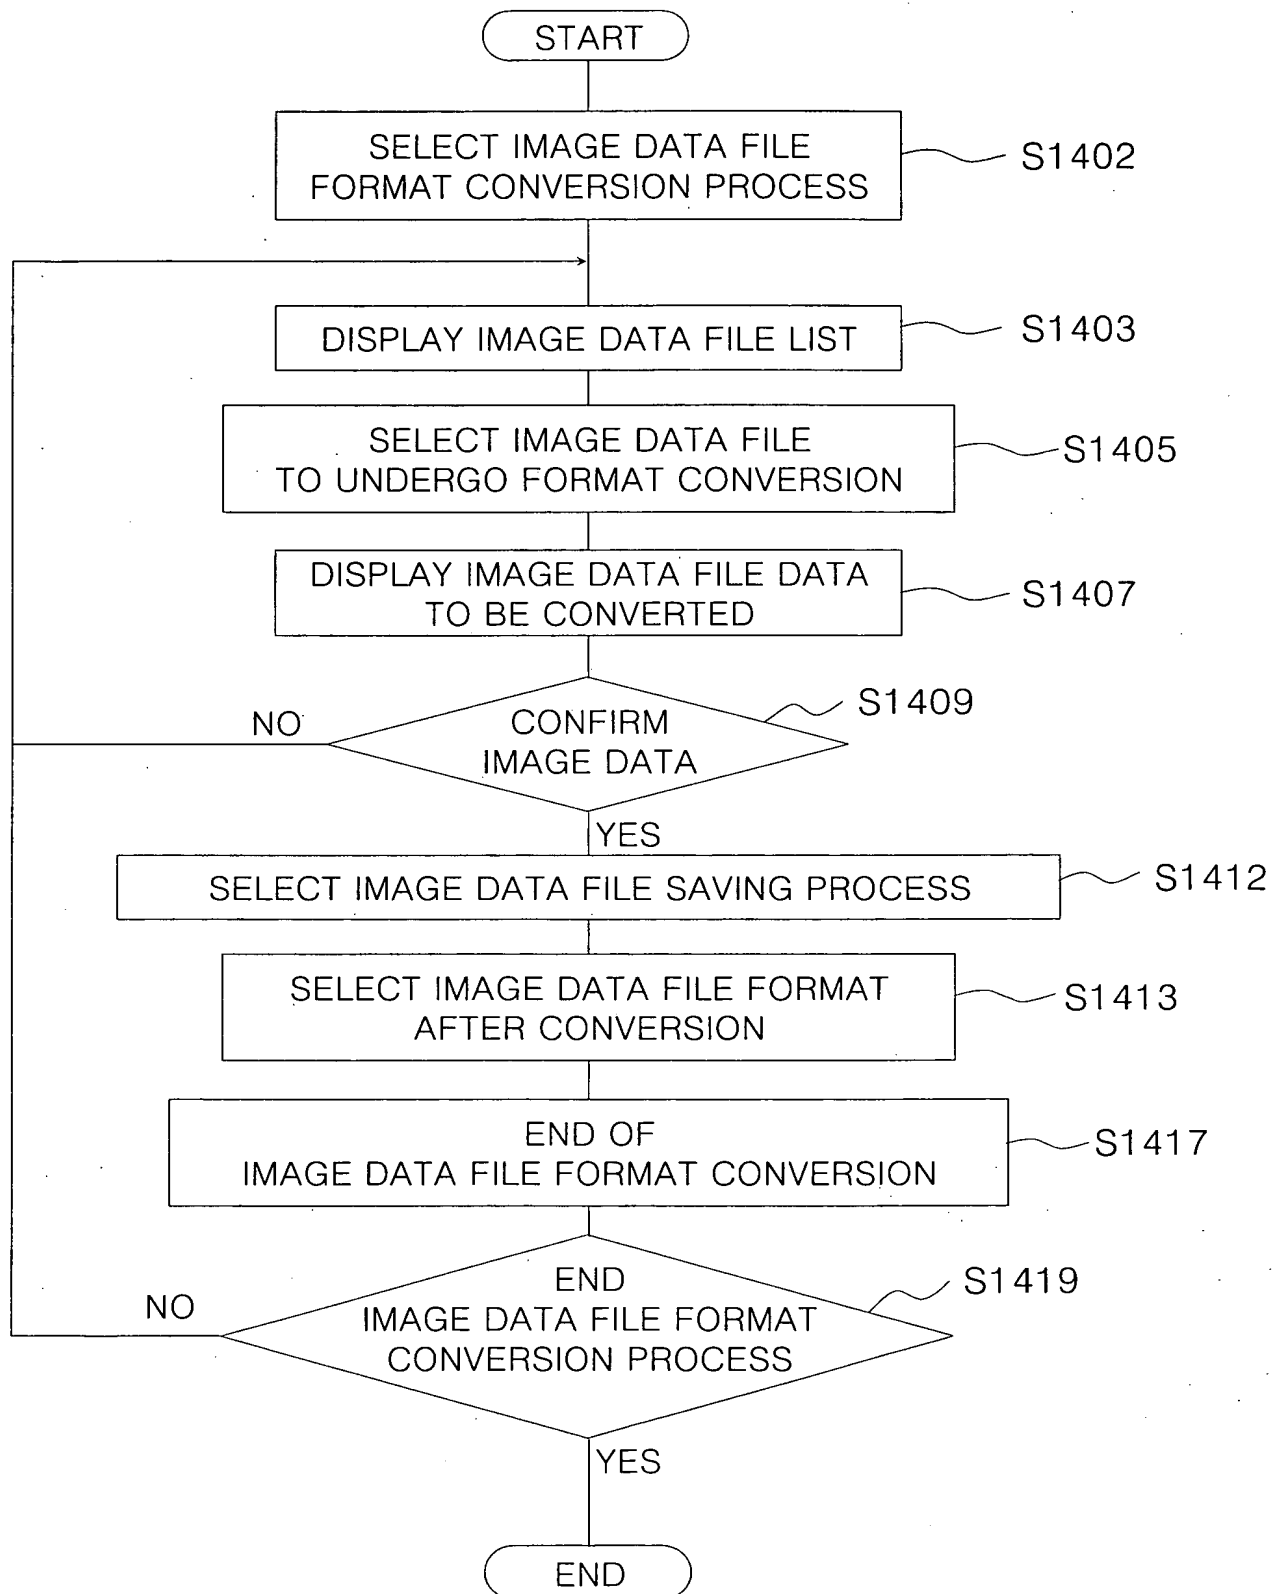 START
SELECT IMAGE DATA FILE
FORMAT CONVERSION PROCESS
S1402
DISPLAY IMAGE DATA FILE LIST
S1403
SELECT IMAGE DATA FILE
TO UNDERGO FORMAT CONVERSION
S1405
DISPLAY IMAGE DATA FILE DATA
TO BE CONVERTED
S1407
CONFIRM
IMAGE DATA
S1409
NO
YES
SELECT IMAGE DATA FILE SAVING PROCESS
S1412
SELECT IMAGE DATA FILE FORMAT
AFTER CONVERSION
S1413
END OF
IMAGE DATA FILE FORMAT CONVERSION
S1417
END
IMAGE DATA FILE FORMAT
CONVERSION PROCESS
S1419
NO
YES
END